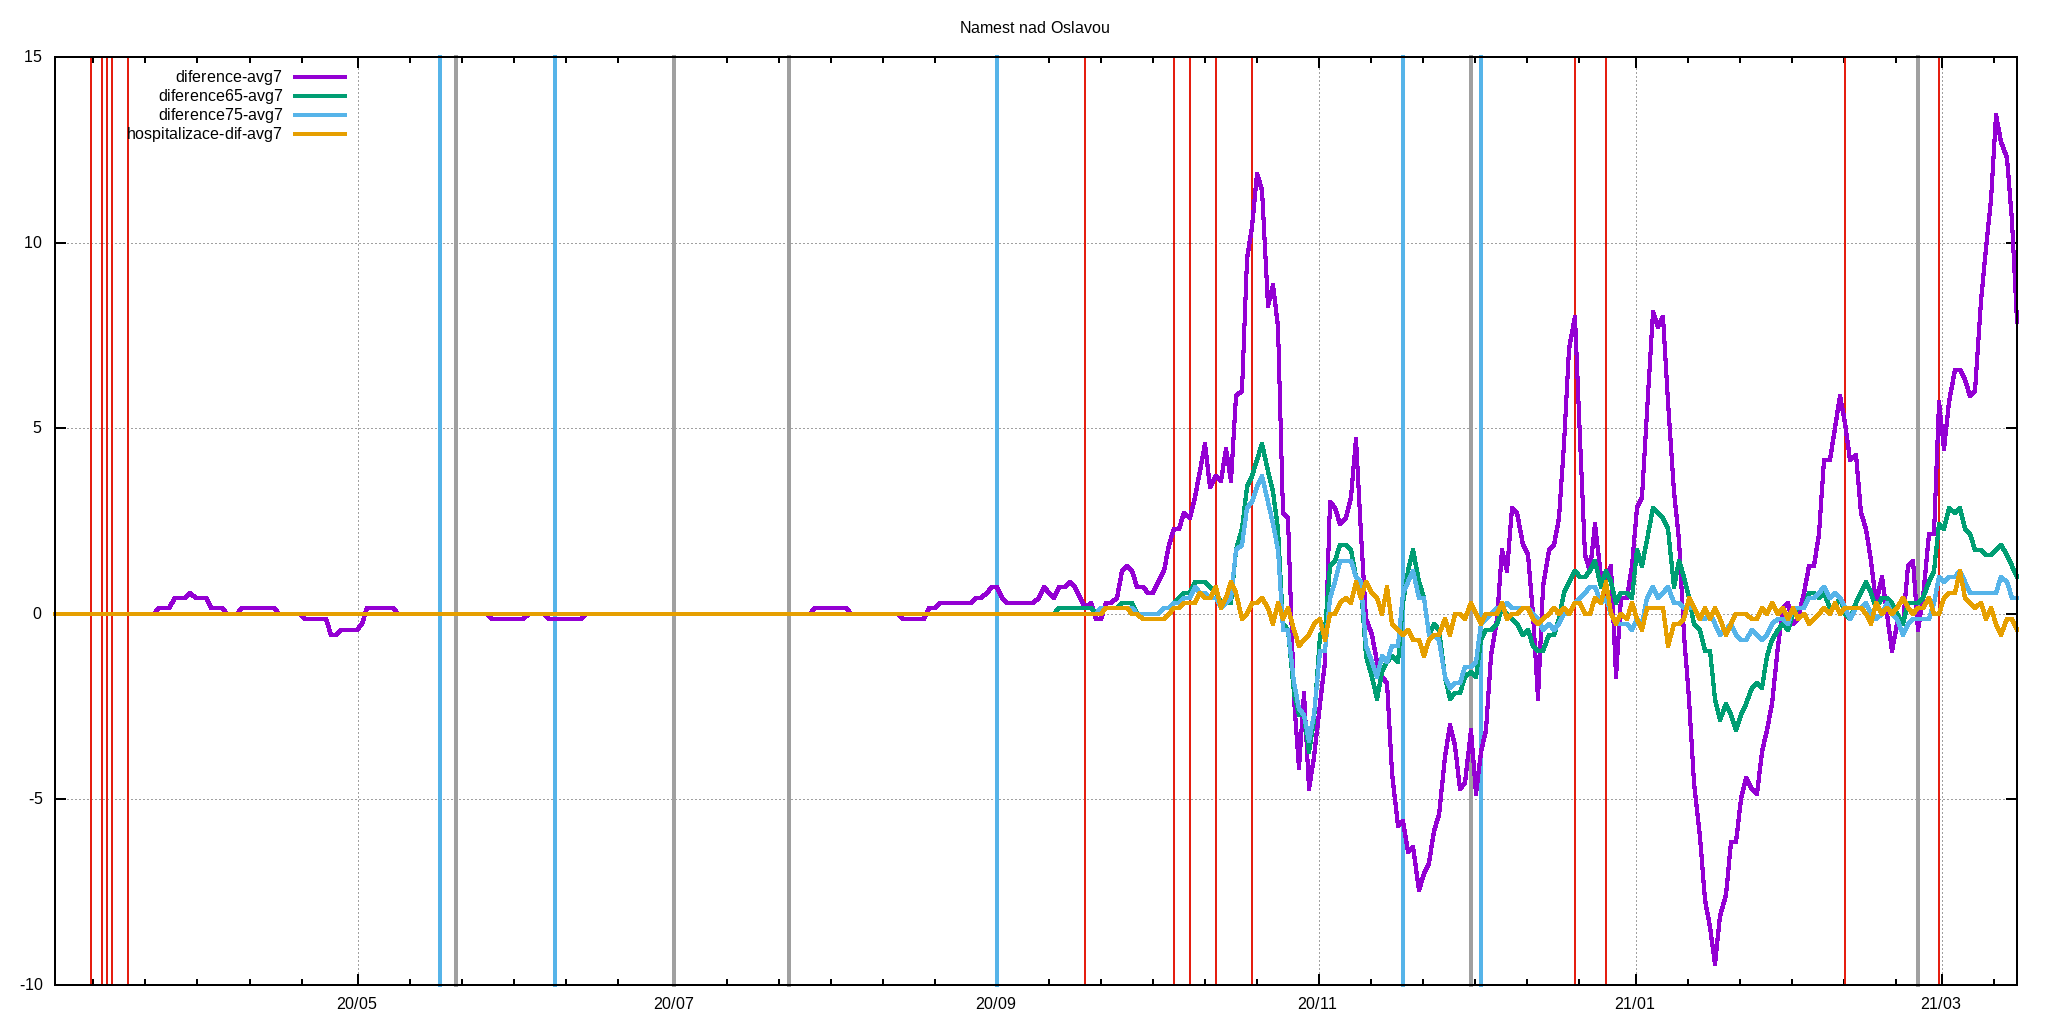 Namest nad Oslavou
diference-avg7
diference65-avg7
diference75-avg7
hospitalizace-dif-avg7
15
10
5
0
-5
-10
20/05 20/07 20/09 20/11 21/01 21/03